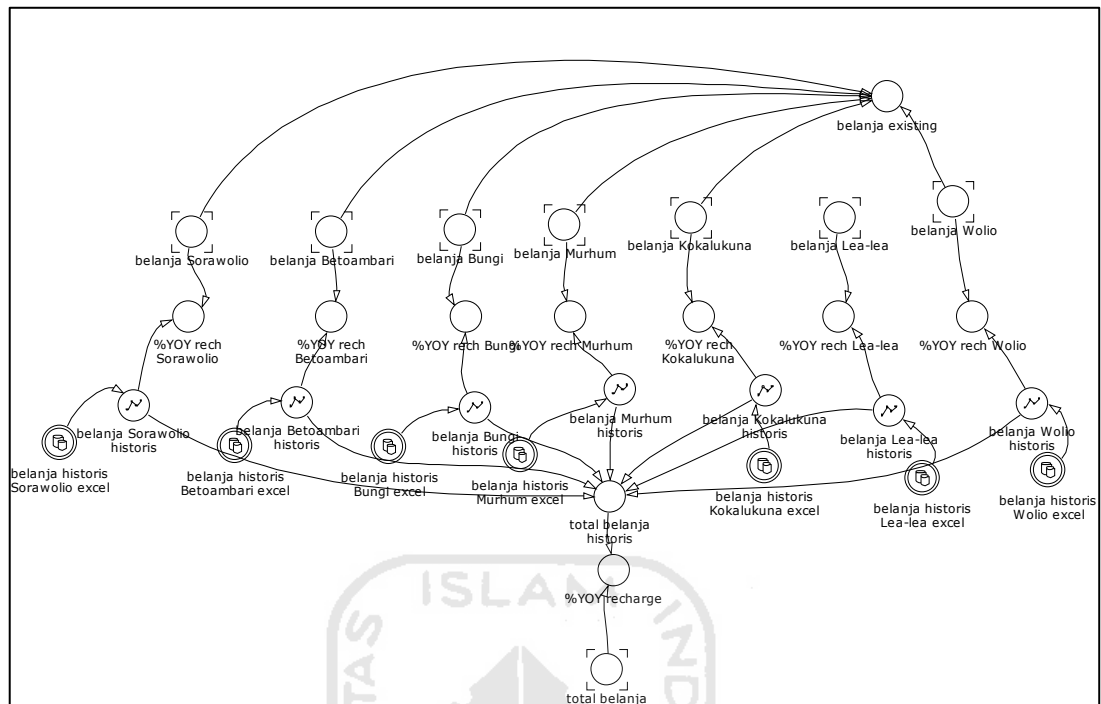 belanja existing
belanja Sorawolio
belanja Betoambari
belanja Bungi
belanja Murhum
belanja Kokalukuna
belanja Lea-lea
belanja Wolio
%YOY rech
Sorawolio
%YOY rech
Betoambari
%YOY rech Bungi
%YOY rech Murhum
%YOY rech
Kokalukuna
%YOY rech Lea-lea
%YOY rech Wolio
belanja Sorawolio
historis
belanja Betoambari
historis
belanja Bungi
historis
belanja Murhum
historis
belanja Kokalukuna
historis
belanja Lea-lea
historis
belanja Wolio
historis
belanja historis
Sorawolio excel
belanja historis
Betoambari excel
belanja historis
Bungi excel
belanja historis
Murhum excel
belanja historis
Kokalukuna excel
belanja historis
Lea-lea excel
belanja historis
Wolio excel
total belanja
historis
%YOY recharge
total belanja
ISLAM
IND
TAS